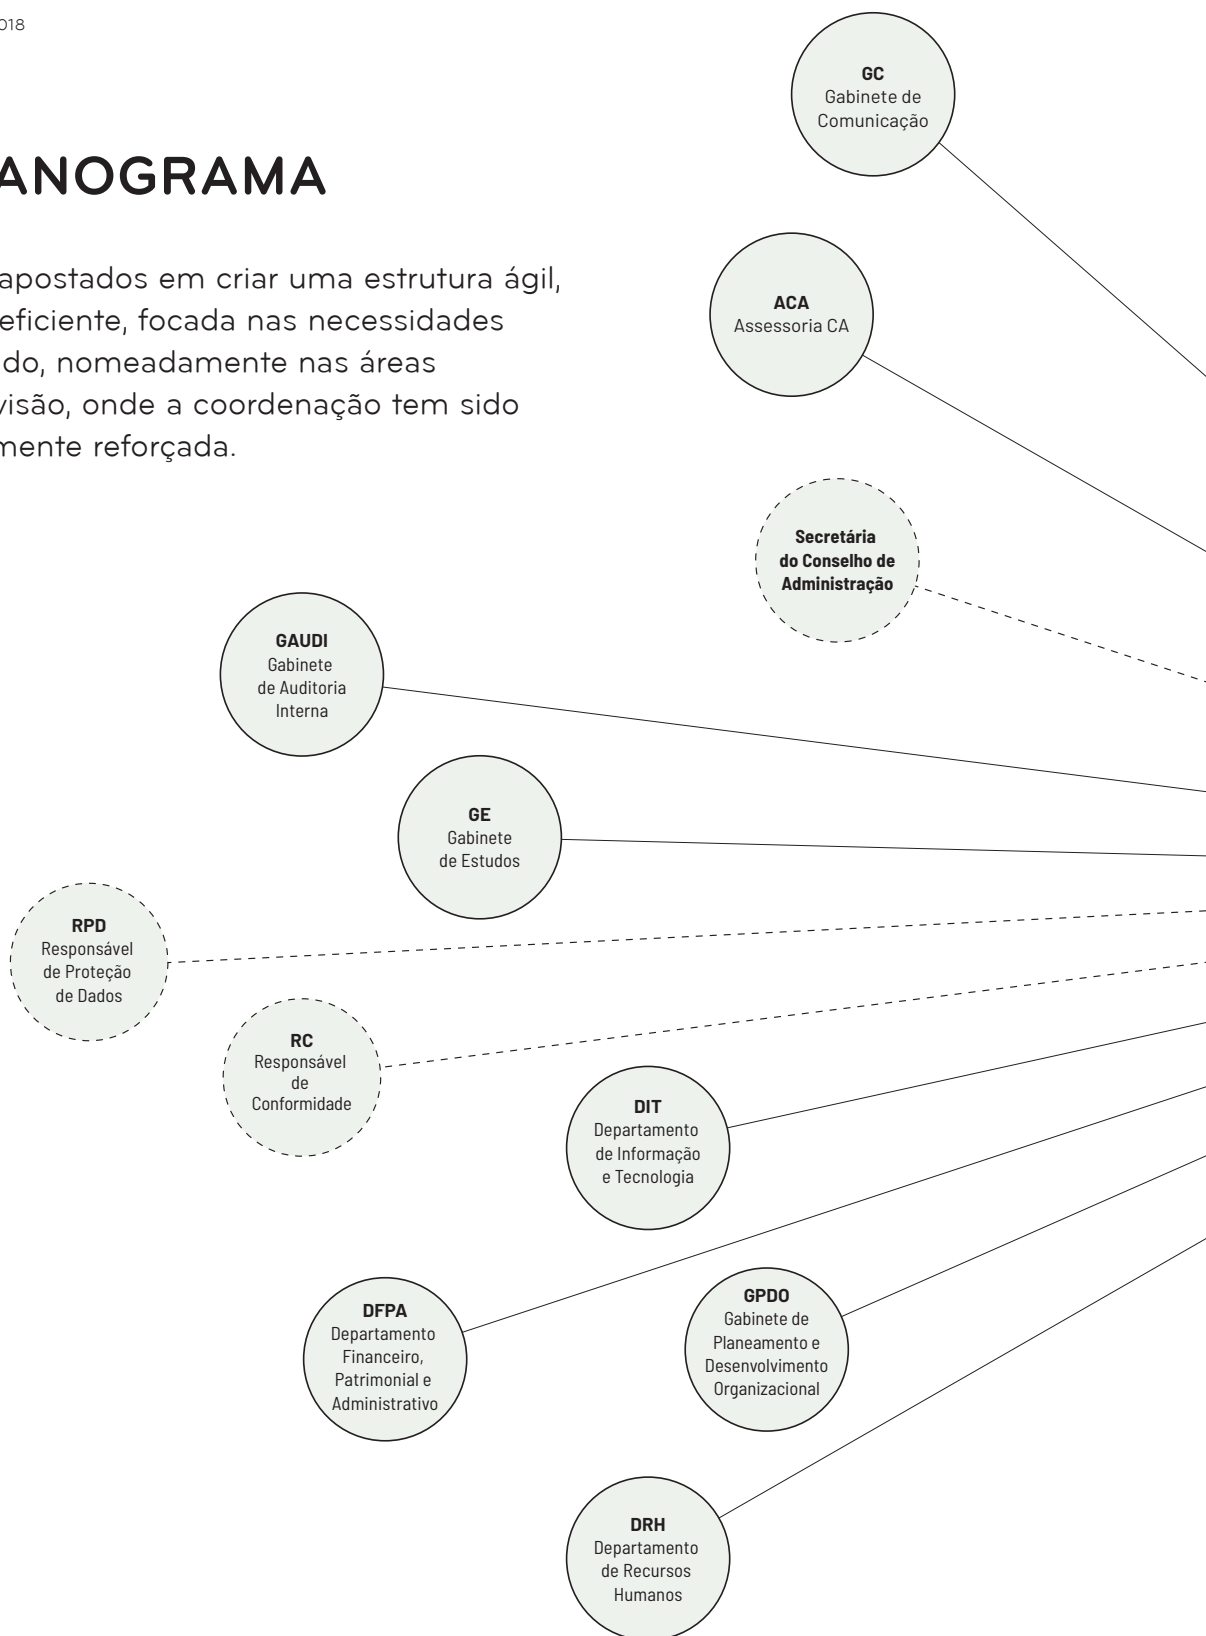 018
ANOGRAMA
apostados em criar uma estrutura ágil,
eficiente, focada nas necessidades
do, nomeadamente nas áreas
visão, onde a coordenação tem sido
mente reforçada.
GC
Gabinete de
Comunicação
ACA
Assessoria CA
Secretária
do Conselho de
Administração
GAUDI
Gabinete
de Auditoria
Interna
GE
Gabinete
de Estudos
RPD
Responsável
de Proteção
de Dados
RC
Responsável
de
Conformidade
DIT
Departamento
de Informação
e Tecnologia
DFPA
Departamento
Financeiro,
Patrimonial e
Administrativo
GPDO
Gabinete de
Planeamento e
Desenvolvimento
Organizacional
DRH
Departamento
de Recursos
Humanos